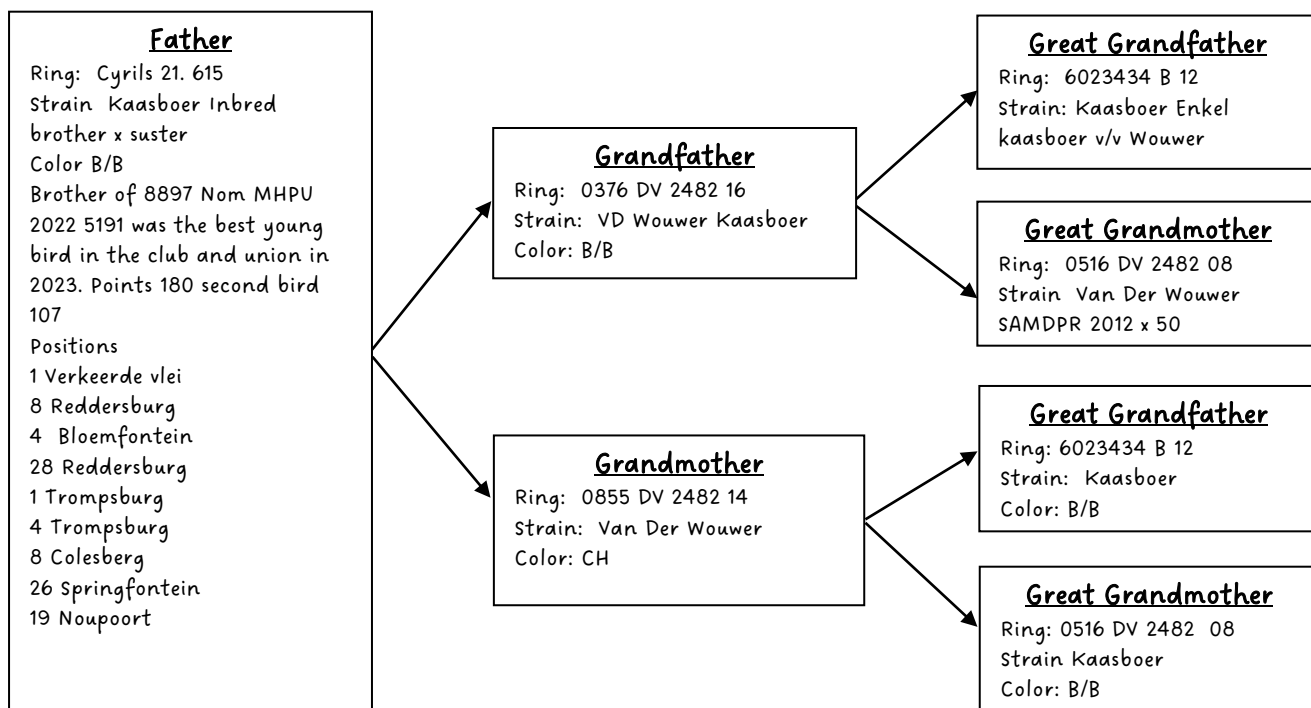 Father
Ring: Cyrils 21. 615
Strain Kaasboer Inbred
brother x suster
Color B/B
Brother of 8897 Nom MHPU
2022 5191 was the best young
bird in the club and union in
2023. Points 180 second bird
107
Positions
1 Verkeerde vlei
8 Reddersburg
4 Bloemfontein
28 Reddersburg
1 Trompsburg
4 Trompsburg
8 Colesberg
26 Springfontein
19 Noupoort
Grandfather
Ring: 0376 DV 2482 16
Strain: VD Wouwer Kaasboer
Color: B/B
Grandmother
Ring: 0855 DV 2482 14
Strain: Van Der Wouwer
Color: CH
Great Grandfather
Ring: 6023434 B 12
Strain: Kaasboer Enkel
kaasboer v/v Wouwer
Great Grandmother
Ring: 0516 DV 2482 08
Strain Van Der Wouwer
SAMDPR 2012 x 50
Great Grandfather
Ring: 6023434 B 12
Strain: Kaasboer
Color: B/B
Great Grandmother
Ring: 0516 DV 2482 08
Strain Kaasboer
Color: B/B